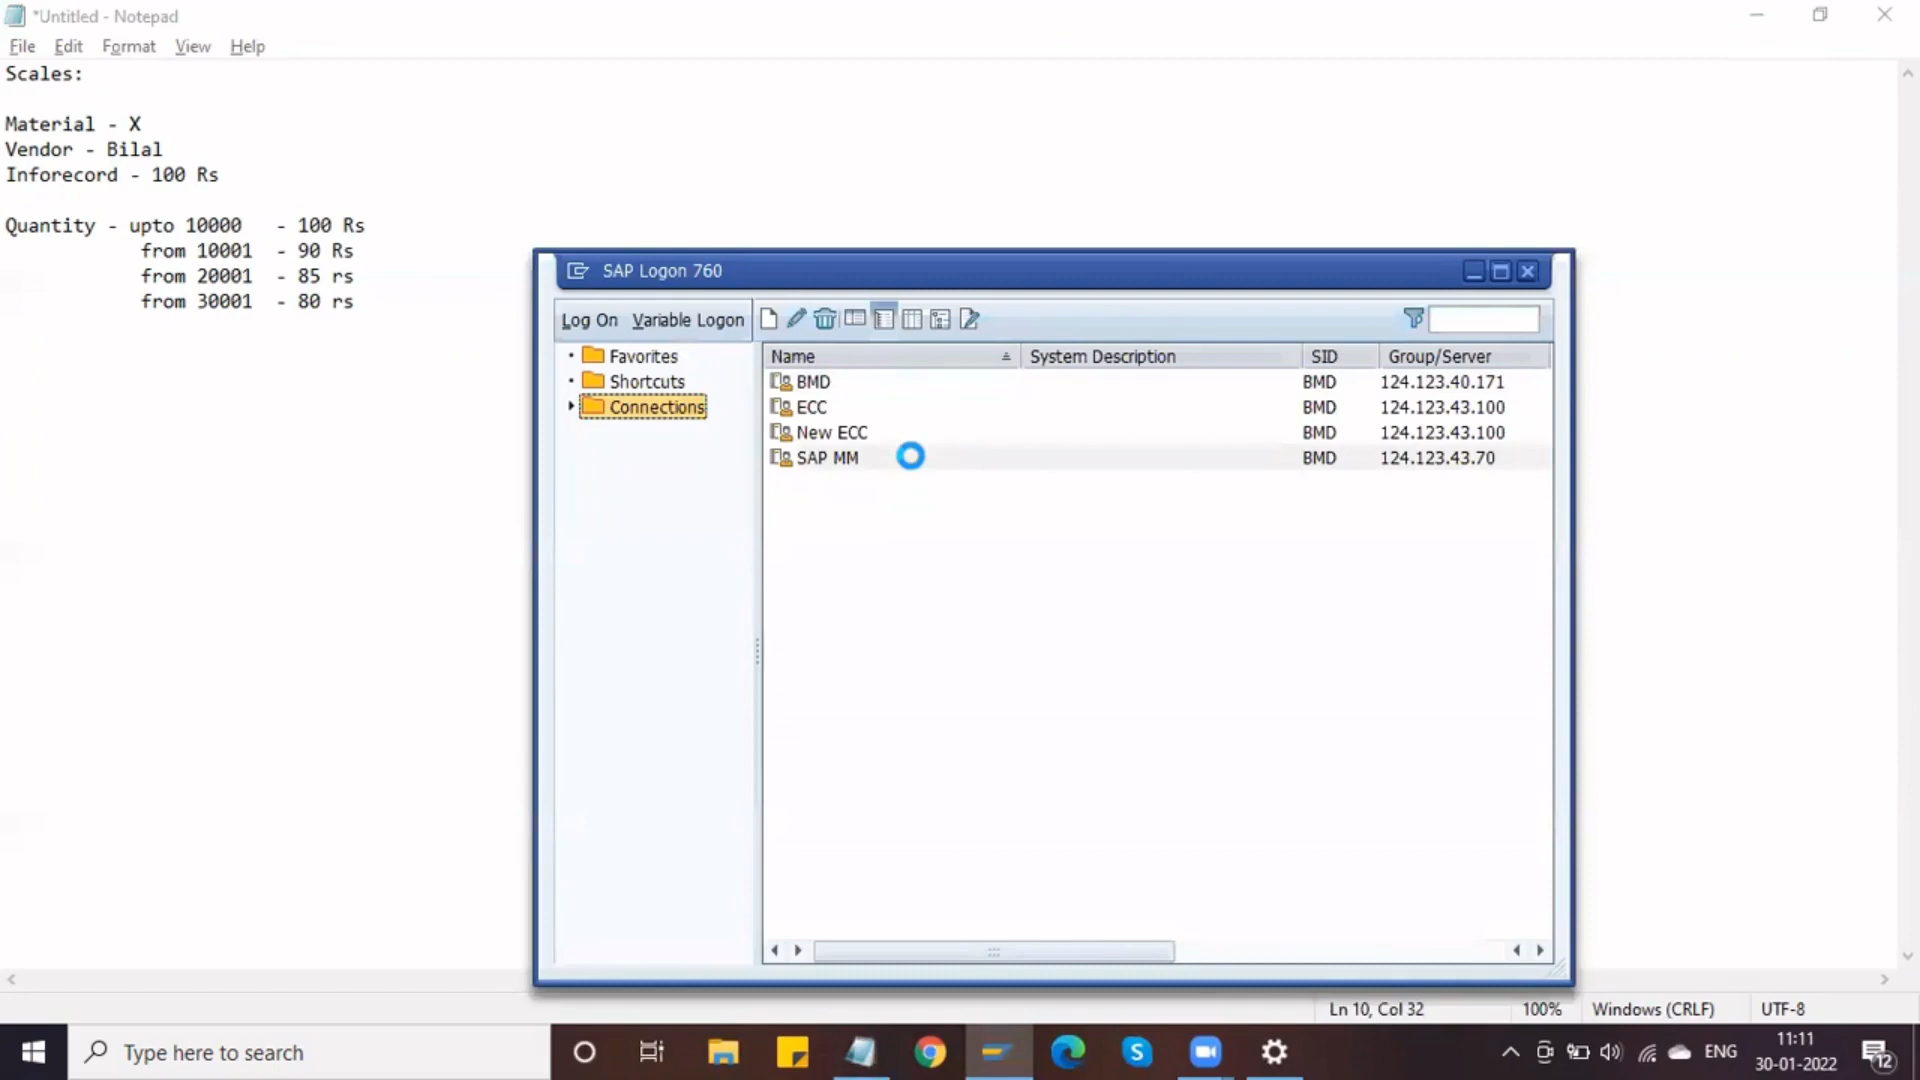 *Untitled - Notepad
File Edit Format View Help
Scales:
Material - X
Vendor - Bilal
Inforecord - 100 Rs
Quantity - upto 10000 - 100 Rs
from 10001 - 90 Rs
from 20001 - 85 rs
from 30001 - 80 rs
SAP Logon 760
Log On Variable Logon
Favorites
Shortcuts
Connections
Name System Description SID Group/Server
BMD BMD 124.123.40.171
ECC BMD 124.123.43.100
New ECC BMD 124.123.43.100
SAP MM BMD 124.123.43.70
Ln 10, Col 32 100% Windows (CRLF) UTF-8
Type here to search
ENG
11:11
30-01-2022
12